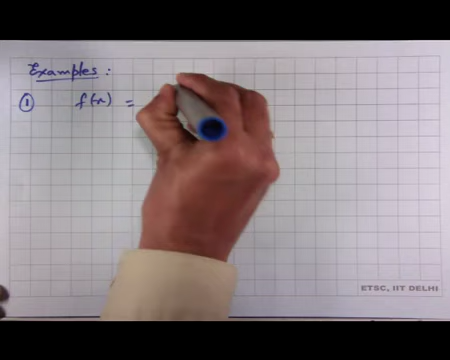 Examples :
① f(x) =
ETSC, IIT DELHI